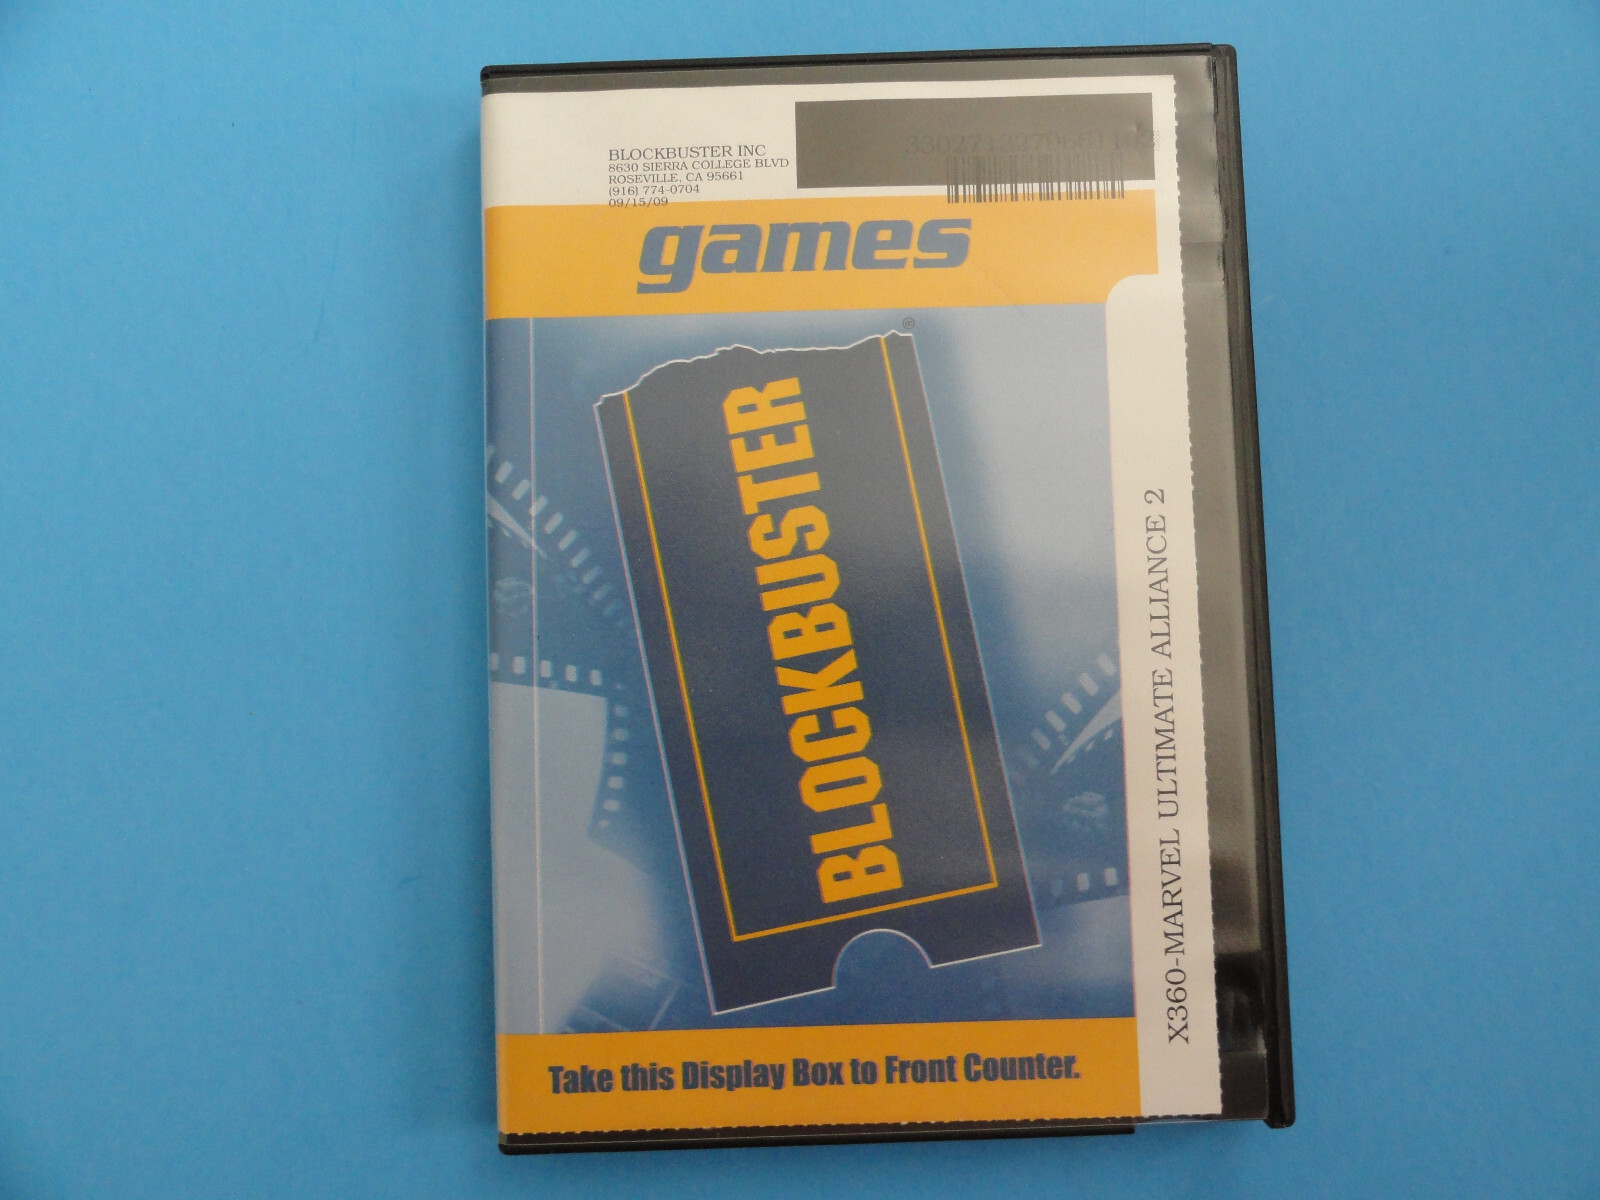 BLOCKBUSTER INC
8630 SIERRA COLLEGE BLVD
ROSEVILLE, CA 95661
(916) 774-0704
09/15/09
games
®
BLOCKBUSTER
X360-MARVEL ULTIMATE ALLIANCE 2
Take this Display Box to Front Counter.